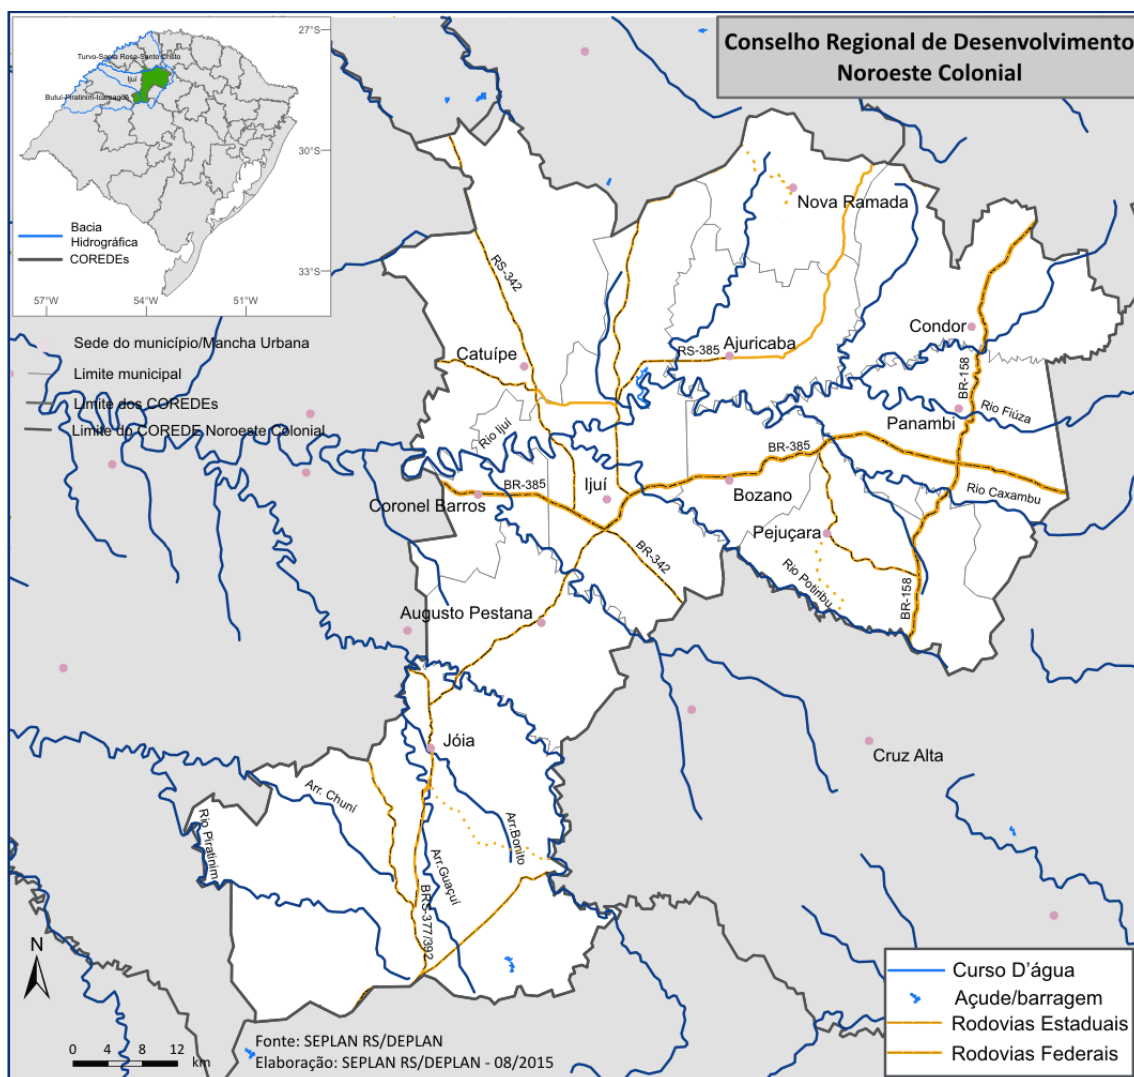 Conselho Regional de Desenvolvimento
Noroeste Colonial
27°S
30°S
33°S
57°W
54°W
51°W
Turvo-Santa Rosa-Santo Cristo
Ijuí
Butuí-Piratinim-Icamaquã
Bacia
Hidrográfica
COREDEs
Sede do município/Mancha Urbana
Limite municipal
Limite dos COREDEs
Limite do COREDE Noroeste Colonial
Nova Ramada
RS-342
Condor
Ajuricaba
RS-385
Catuípe
BR-158
Rio Fiúza
Panambi
Rio Ijuí
BR-385
BR-385
Ijuí
Bozano
Rio Caxambu
Coronel Barros
Pejuçara
BR-342
Rio Potiribu
BR-158
Augusto Pestana
Jóia
Cruz Alta
Arr. Chuní
Rio Piratinim
Arr.Bonito
Arr.Guaçuí
BRS-377/392
N
0 4 8 12
km
Fonte: SEPLAN RS/DEPLAN
Elaboração: SEPLAN RS/DEPLAN - 08/2015
Curso D'água
Açude/barragem
Rodovias Estaduais
Rodovias Federais